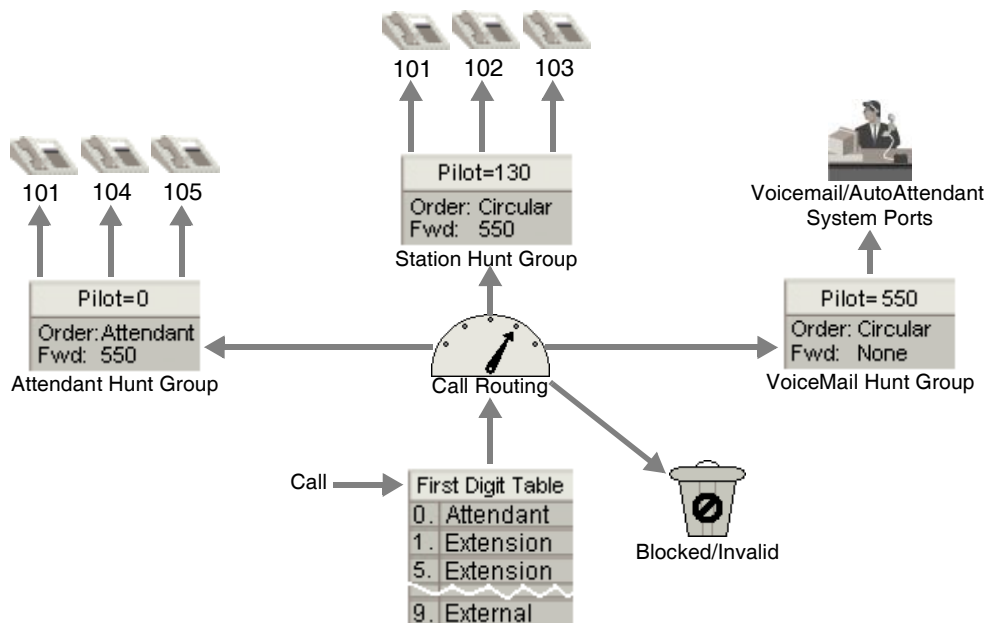 101 102 103
Pilot=130
Order: Circular
Fwd: 550
Station Hunt Group
101 104 105
Pilot=0
Order: Attendant
Fwd: 550
Attendant Hunt Group
Voicemail/AutoAttendant
System Ports
Pilot= 550
Order: Circular
Fwd: None
VoiceMail Hunt Group
Call Routing
Call
First Digit Table
0. Attendant
1. Extension
5. Extension
9. External
Blocked/Invalid